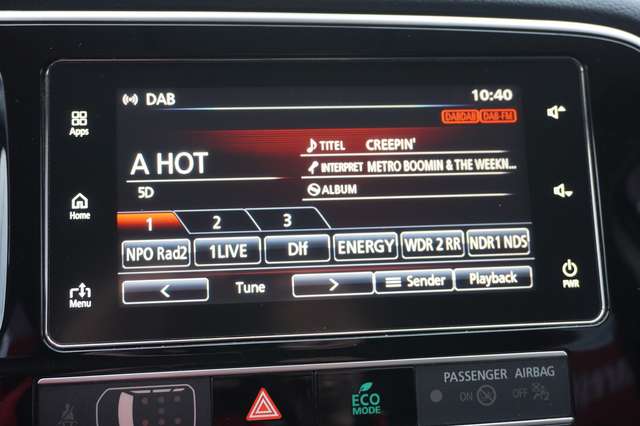 DAB
10:40
DABDAB DAB-FM
Apps
A HOT
5D
TITEL CREEPIN'
INTERPRET METRO BOOMIN & THE WEEKN...
ALBUM
Home
1 2 3
NPO Rad2 1LIVE Dlf ENERGY WDR 2 RR NDR1 NDS
Menu
< Tune > Sender Playback
PWR
ECO
MODE
PASSENGER AIRBAG
ON OFF